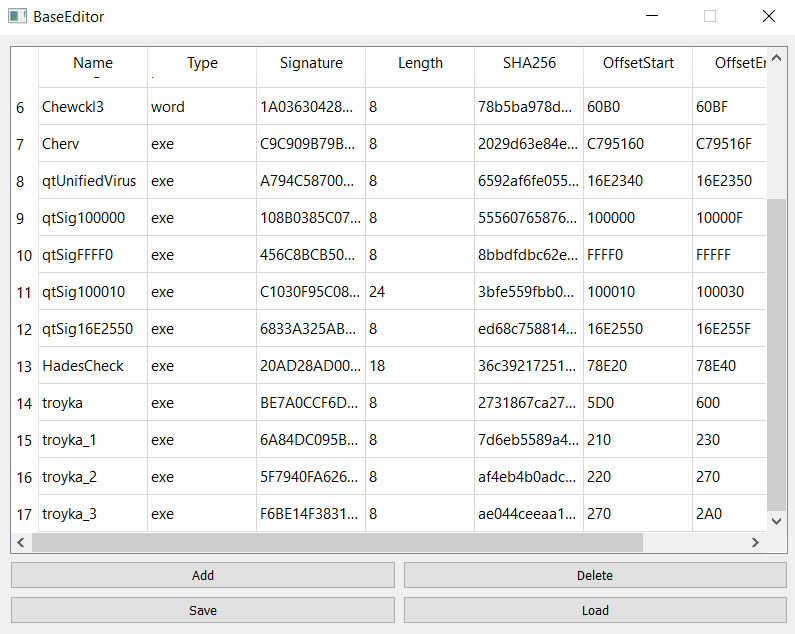 BaseEditor
Name Type Signature Length SHA256 OffsetStart OffsetEn
6 Chewckl3 word 1A03630428... 8 78b5ba978d... 60B0 60BF
7 Cherv exe C9C909B79B... 8 2029d63e84e... C795160 C79516F
8 qtUnifiedVirus exe A794C58700... 8 6592af6fe055... 16E2340 16E2350
9 qtSig100000 exe 108B0385C07... 8 55560765876... 100000 10000F
10 qtSigFFFF0 exe 456C8BCB50... 8 8bbdfdbc62e... FFFF0 FFFFF
11 qtSig100010 exe C1030F95C08... 24 3bfe559fbb0... 100010 100030
12 qtSig16E2550 exe 6833A325AB... 8 ed68c758814... 16E2550 16E255F
13 HadesCheck exe 20AD28AD00... 18 36c39217251... 78E20 78E40
14 troyka exe BE7A0CCF6D... 8 2731867ca27... 5D0 600
15 troyka_1 exe 6A84DC095B... 8 7d6eb5589a4... 210 230
16 troyka_2 exe 5F7940FA626... 8 af4eb4b0adc... 220 270
17 troyka_3 exe F6BE14F3831... 8 ae044ceeaa1... 270 2A0
Add Delete
Save Load